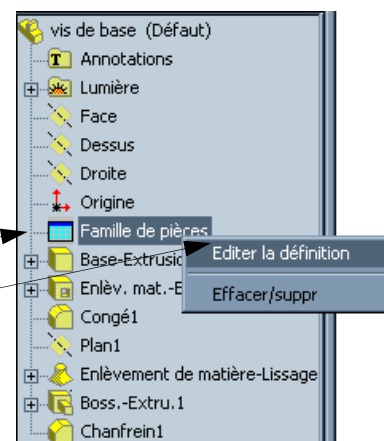 vis de base (Défaut)
Annotations
Lumière
Face
Dessus
Droite
Origine
Famille de pièces
Editer la définition
Base-Extrusio
Effacer/suppr
Enlèv. mat.-E
Congé1
Plan1
Enlèvement de matière-Lissage
Boss.-Extru.1
Chanfrein1